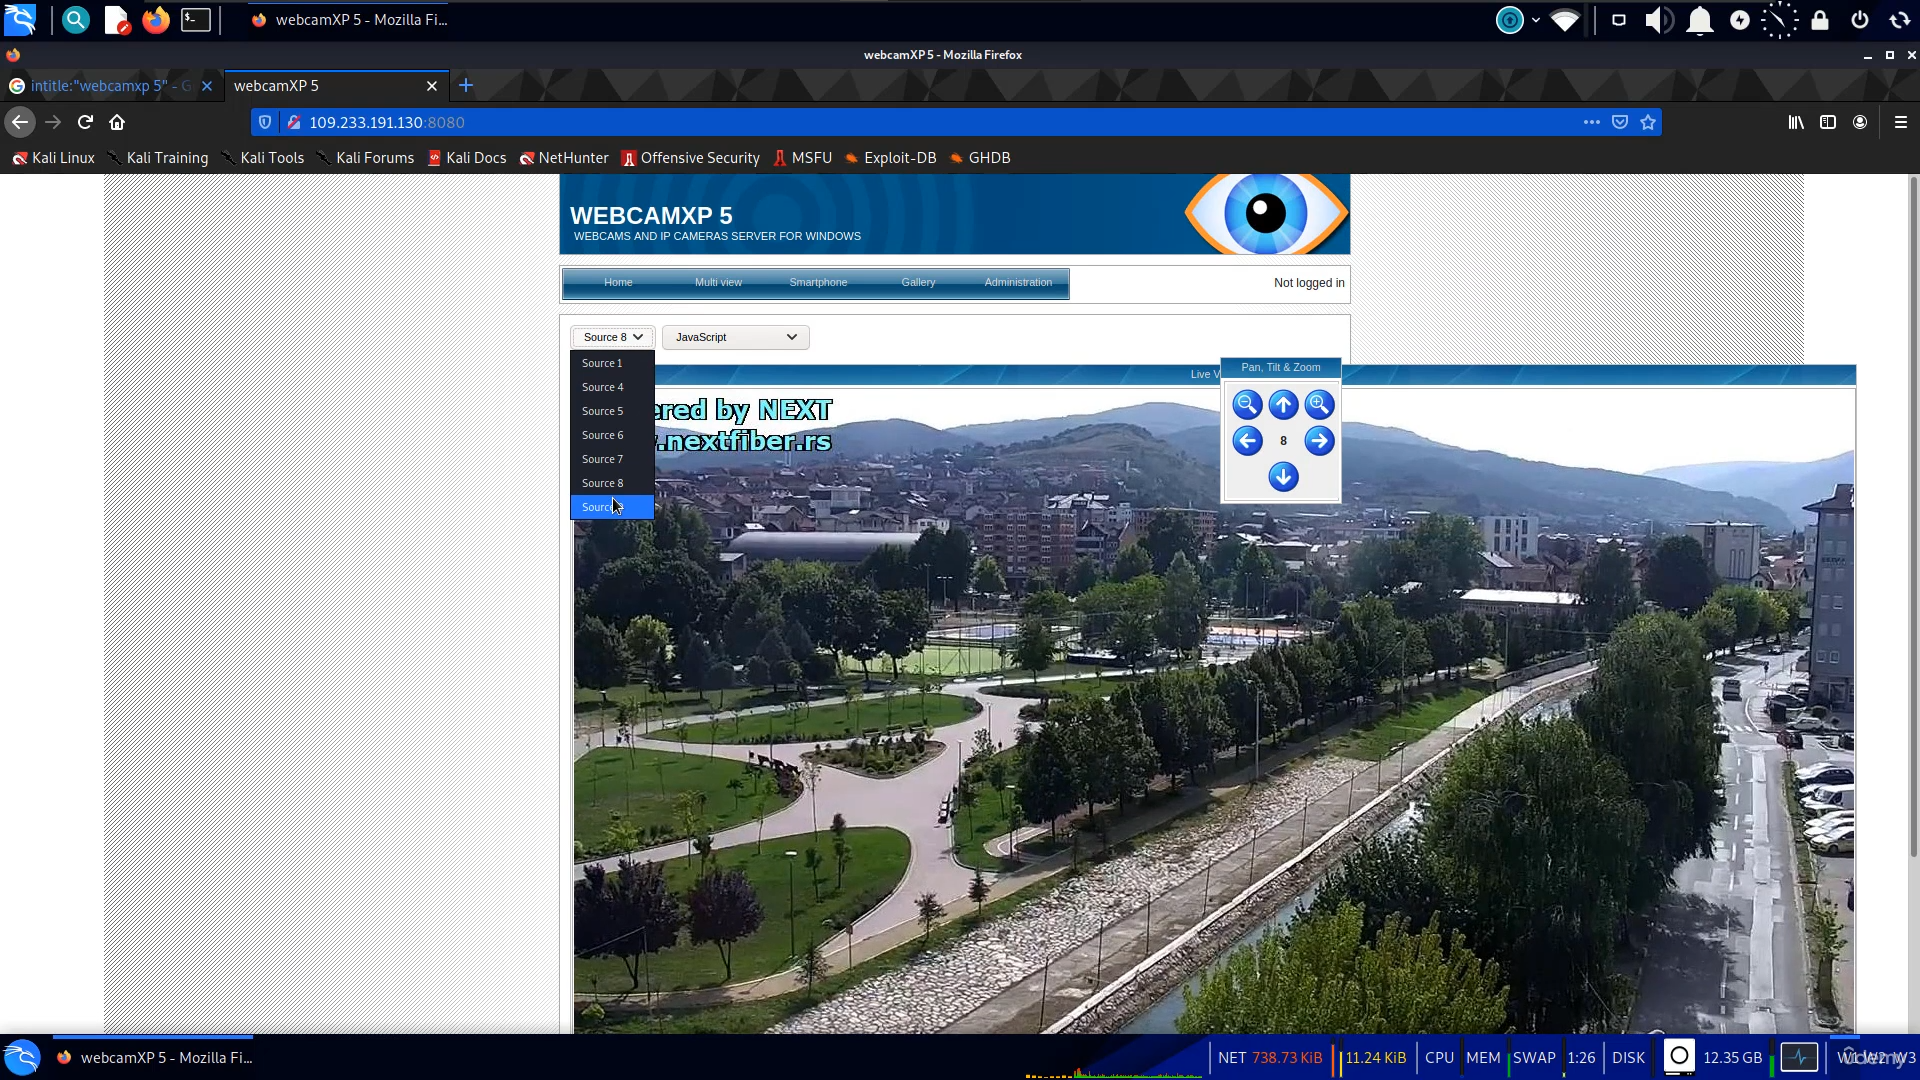 webcamXP 5 - Mozilla Fi...
webcamXP 5 - Mozilla Firefox
intitle:"webcamxp 5" - G
webcamXP 5
109.233.191.130:8080
Kali Linux
Kali Training
Kali Tools
Kali Forums
Kali Docs
NetHunter
Offensive Security
MSFU
Exploit-DB
GHDB
WEBCAMXP 5
WEBCAMS AND IP CAMERAS SERVER FOR WINDOWS
Home
Multi view
Smartphone
Gallery
Administration
Not logged in
Source 8
JavaScript
Source 1
Source 4
Source 5
Source 6
Source 7
Source 8
Live V
Pan, Tilt & Zoom
8
ered by NEXT
.nextfiber.rs
webcamXP 5 - Mozilla Fi...
NET 738.73 KiB 11.24 KiB CPU MEM SWAP 1:26 DISK 12.35 GB